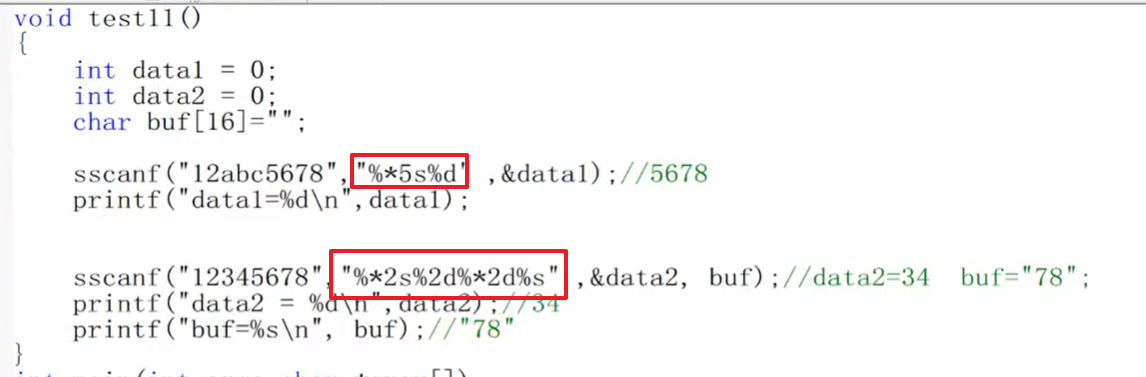 void test11()
{
int data1 = 0;
int data2 = 0;
char buf[16]="";
sscanf("12abc5678","%*5s%d" ,&data1);//5678
printf("data1=%d\n",data1);
sscanf("12345678","%*2s%2d%*2d%s" ,&data2, buf);//data2=34 buf="78";
printf("data2 = %d\n",data2);//34
printf("buf=%s\n", buf);//"78"
}